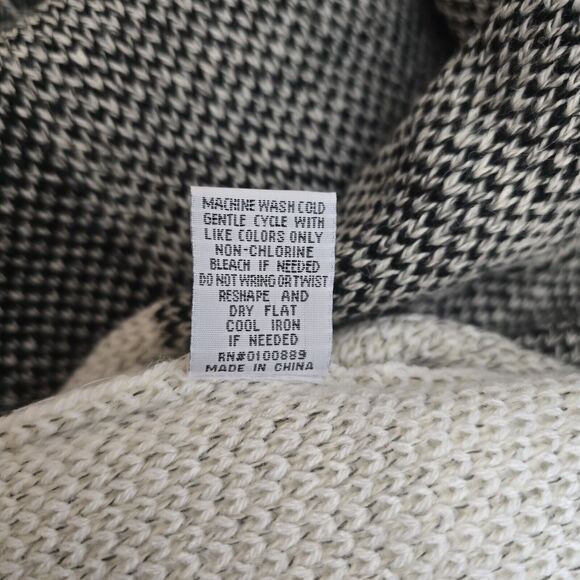 MACHINE WASH COLD
GENTLE CYCLE WITH
LIKE COLORS ONLY
NON-CHLORINE
BLEACH IF NEEDED
DO NOT WRING OR TWIST
RESHAPE AND
DRY FLAT
COOL IRON
IF NEEDED
RN#0100889
MADE IN CHINA